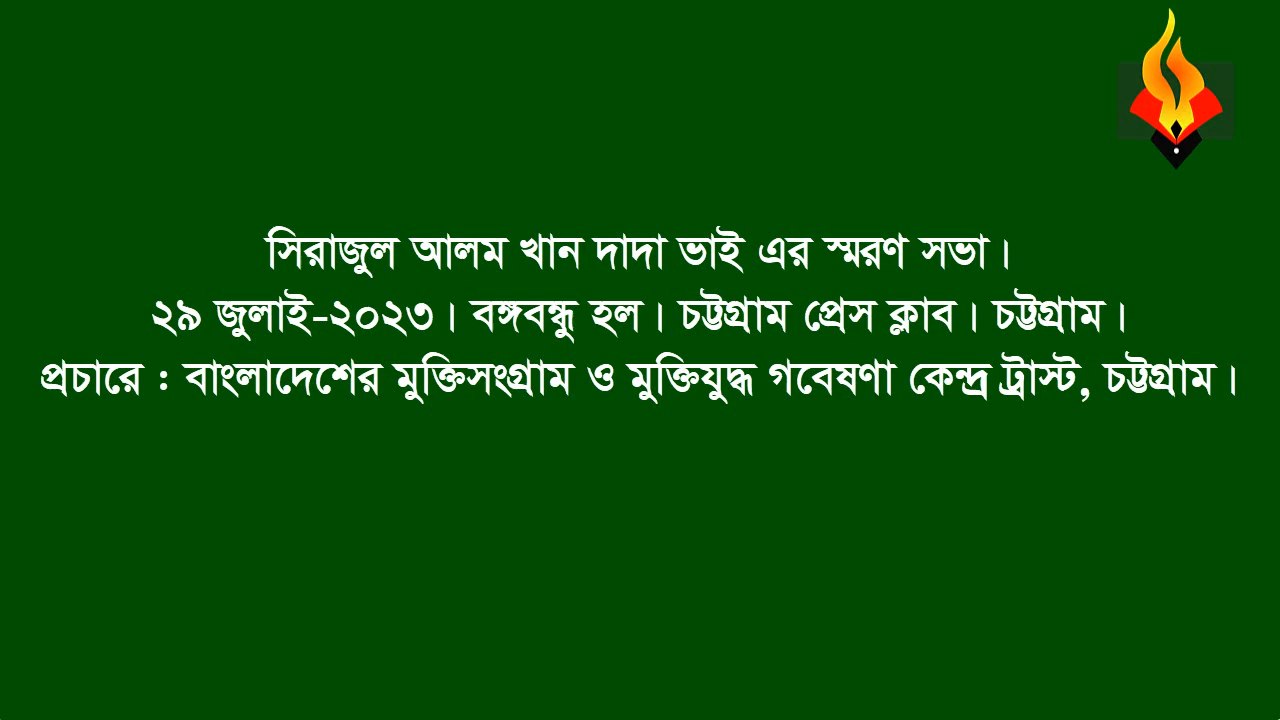 সিরাজুল আলম খান দাদা ভাই এর স্মরণ সভা।
২৯ জুলাই-২০২৩। বঙ্গবন্ধু হল। চট্টগ্রাম প্রেস ক্লাব। চট্টগ্রাম।
প্রচারে : বাংলাদেশের মুক্তিসংগ্রাম ও মুক্তিযুদ্ধ গবেষণা কেন্দ্র ট্রাস্ট, চট্টগ্রাম।